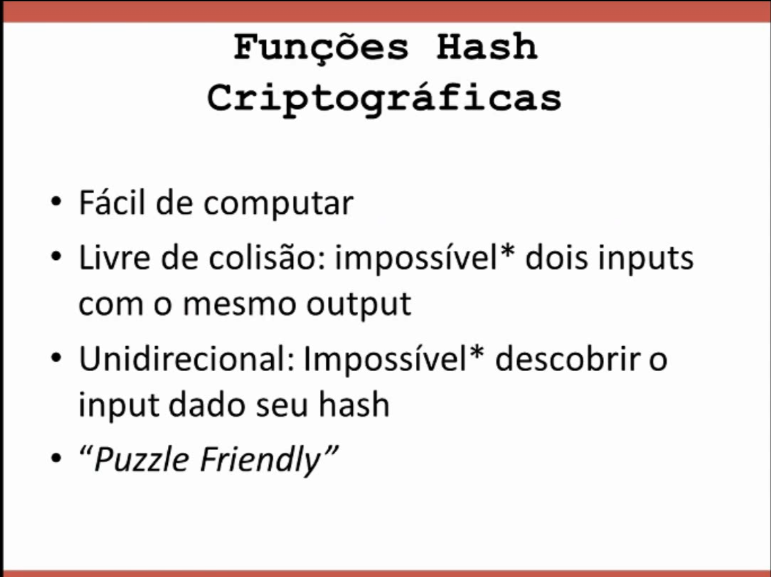 Funções Hash
Criptográficas
• Fácil de computar
• Livre de colisão: impossível* dois inputs
com o mesmo output
• Unidirecional: Impossível* descobrir o
input dado seu hash
• “Puzzle Friendly”